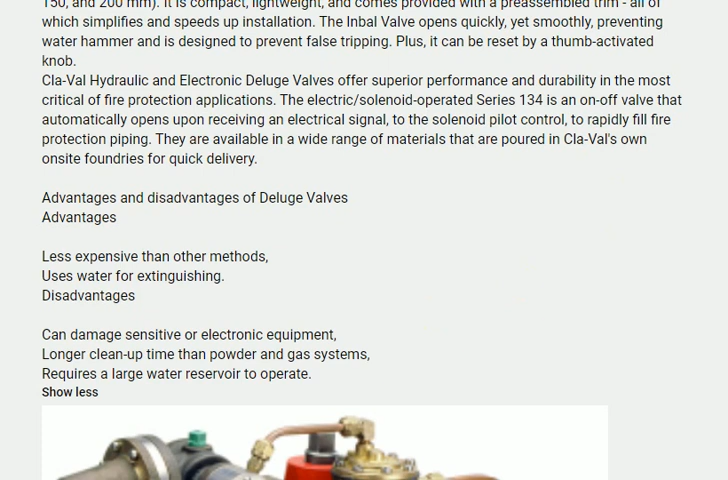 150, and 200 mm). It is compact, lightweight, and comes provided with a preassembled trim - all of
which simplifies and speeds up installation. The Inbal Valve opens quickly, yet smoothly, preventing
water hammer and is designed to prevent false tripping. Plus, it can be reset by a thumb-activated
knob.
Cla-Val Hydraulic and Electronic Deluge Valves offer superior performance and durability in the most
critical of fire protection applications. The electric/solenoid-operated Series 134 is an on-off valve that
automatically opens upon receiving an electrical signal, to the solenoid pilot control, to rapidly fill fire
protection piping. They are available in a wide range of materials that are poured in Cla-Val's own
onsite foundries for quick delivery.
Advantages and disadvantages of Deluge Valves
Advantages
Less expensive than other methods,
Uses water for extinguishing.
Disadvantages
Can damage sensitive or electronic equipment,
Longer clean-up time than powder and gas systems,
Requires a large water reservoir to operate.
Show less